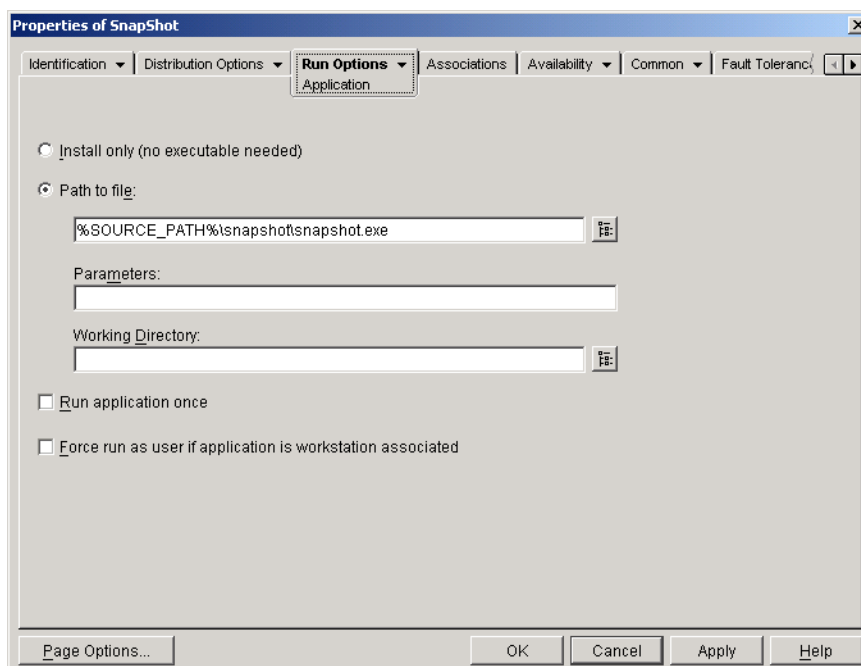 Properties of SnapShot
Identification Distribution Options Run Options Associations Availability Common Fault Toleranc
Application
Install only (no executable needed)
Path to file:
%SOURCE_PATH%\snapshot\snapshot.exe
Parameters:
Working Directory:
Run application once
Force run as user if application is workstation associated
Page Options... OK Cancel Apply Help